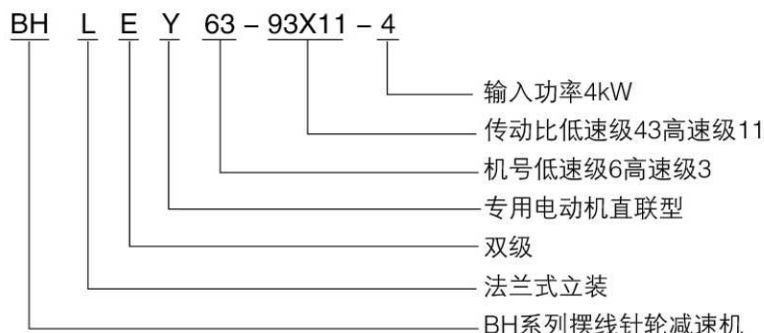 BH L E Y 63 – 93X11 – 4
输入功率4kW
传动比低速级43高速级11
机号低速级6高速级3
专用电动机直联型
双级
法兰式立装
BH系列摆线针轮减速机